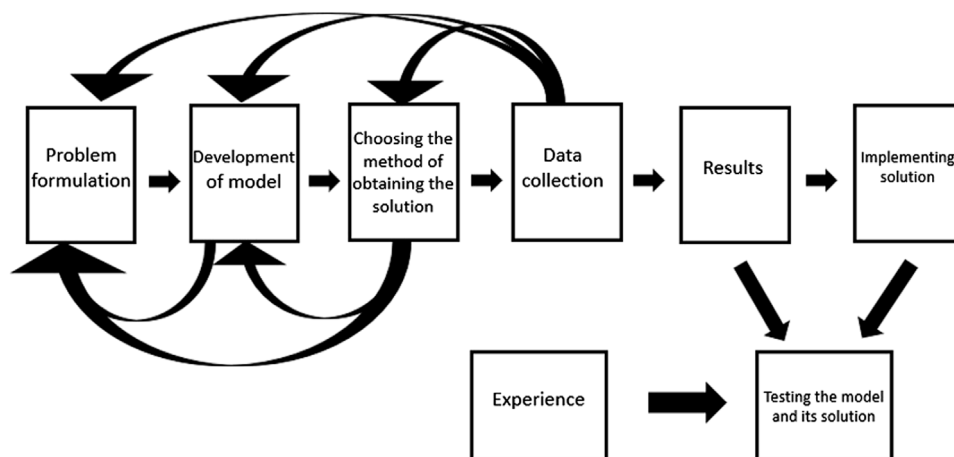 Problem
formulation
Development
of model
Choosing the
method of
obtaining the
solution
Data
collection
Results
Implementing
solution
Experience
Testing the model
and its solution